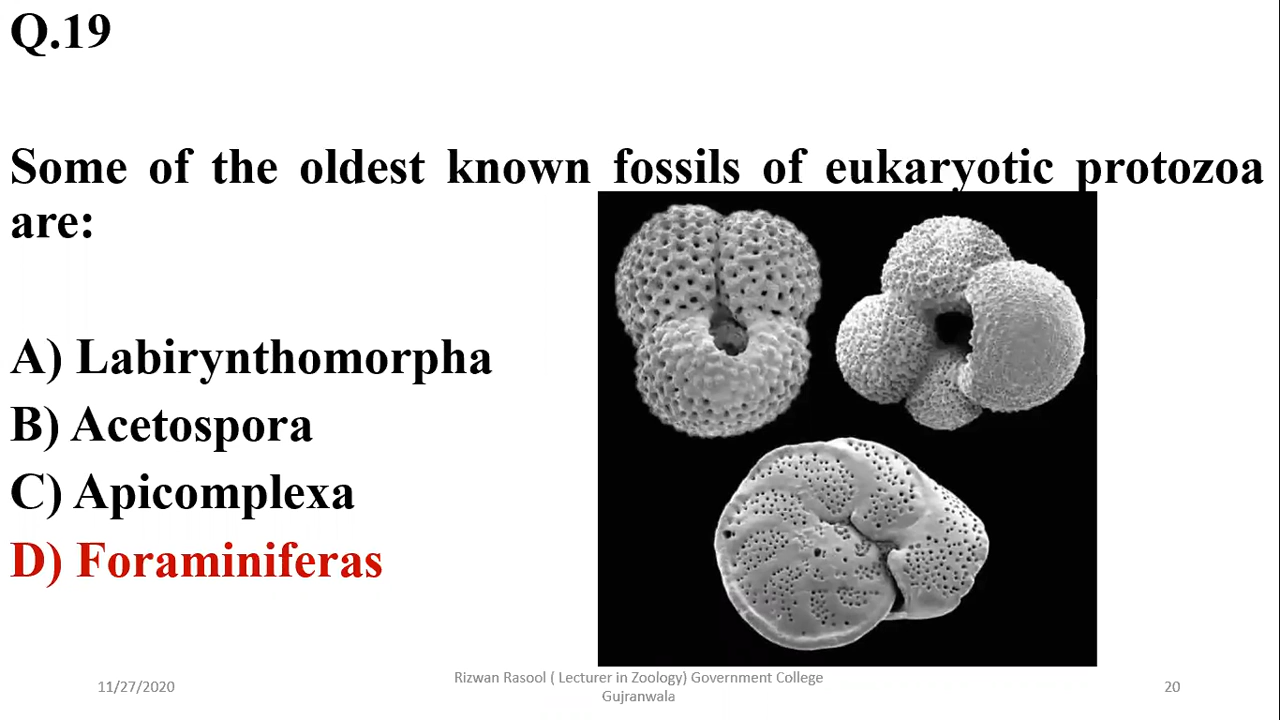 Q.19
Some of the oldest known fossils of eukaryotic protozoa
are:
A) Labirynthomorpha
B) Acetospora
C) Apicomplexa
D) Foraminiferas
11/27/2020
Rizwan Rasool ( Lecturer in Zoology) Government College
Gujranwala
20